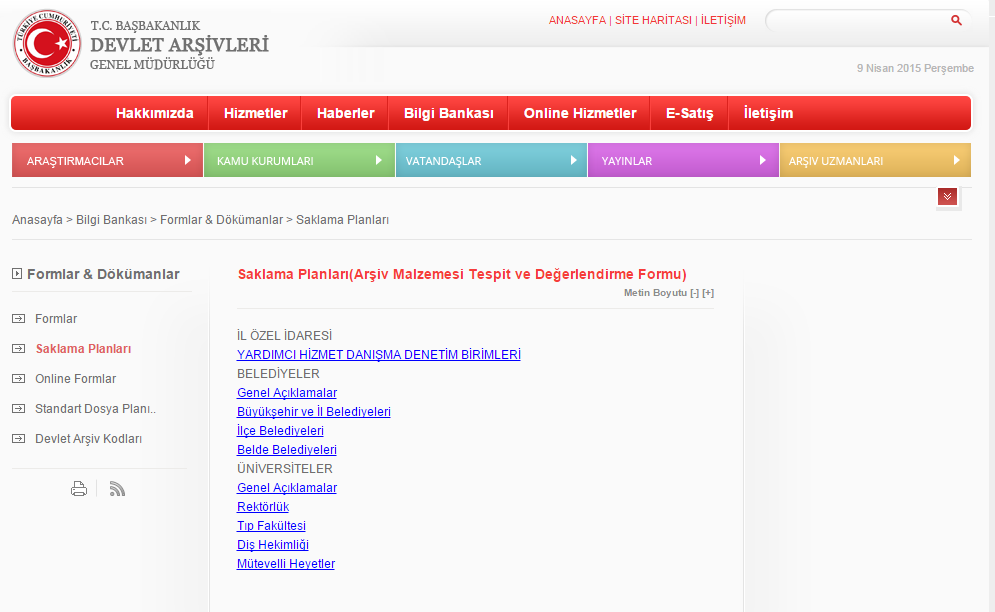 TÜRKİYE CUMHURİYETİ
BAŞBAKANLIK
T.C. BAŞBAKANLIK
DEVLET ARŞİVLERİ
GENEL MÜDÜRLÜĞÜ
ANASAYFA | SİTE HARİTASI | İLETİŞİM
9 Nisan 2015 Perşembe
Hakkımızda Hizmetler Haberler Bilgi Bankası Online Hizmetler E-Satış İletişim
ARAŞTIRMACILAR KAMU KURUMLARI VATANDAŞLAR YAYINLAR ARŞIV UZMANLARI
Anasayfa > Bilgi Bankası > Formlar & Dökümanlar > Saklama Planları
Formlar & Dökümanlar
Formlar
Saklama Planları
Online Formlar
Standart Dosya Planı..
Devlet Arşiv Kodları
Saklama Planları(Arşiv Malzemesi Tespit ve Değerlendirme Formu)
Metin Boyutu [-] [+]
İL ÖZEL İDARESİ
YARDIMCI HİZMET DANIŞMA DENETİM BİRİMLERİ
BELEDİYELER
Genel Açıklamalar
Büyükşehir ve İl Belediyeleri
İlçe Belediyeleri
Belde Belediyeleri
ÜNİVERSİTELER
Genel Açıklamalar
Rektörlük
Tıp Fakültesi
Diş Hekimliği
Mütevelli Heyetler